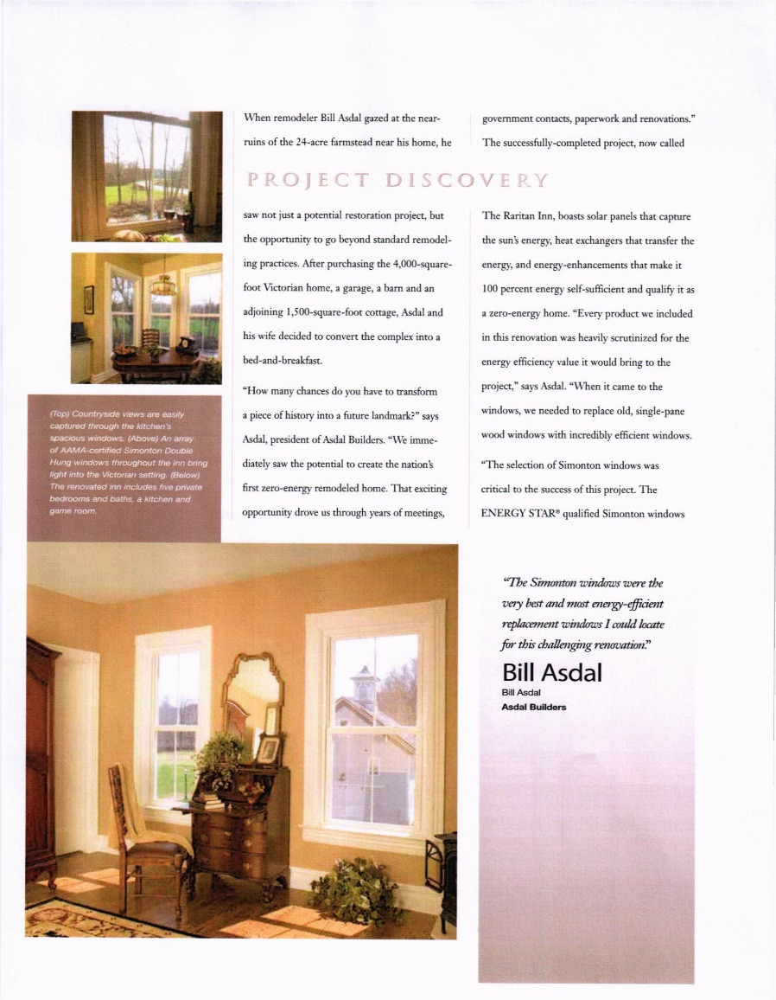 When remodeler Bill Asdal gazed at the near-
ruins of the 24-acre farmstead near his home, he
PROJECT DISCOVERY
saw not just a potential restoration project, but
the opportunity to go beyond standard remodel-
ing practices. After purchasing the 4,000-square-
foot Victorian home, a garage, a barn and an
adjoining 1,500-square-foot cottage, Asdal and
his wife decided to convert the complex into a
bed-and-breakfast.
“How many chances do you have to transform
a piece of history into a future landmark?” says
Asdal, president of Asdal Builders. “We imme-
diately saw the potential to create the nation’s
first zero-energy remodeled home. That exciting
opportunity drove us through years of meetings,
government contacts, paperwork and renovations.”
The successfully-completed project, now called
The Raritan Inn, boasts solar panels that capture
the sun’s energy, heat exchangers that transfer the
energy, and energy-enhancements that make it
100 percent energy self-sufficient and qualify it as
a zero-energy home. “Every product we included
in this renovation was heavily scrutinized for the
energy efficiency value it would bring to the
project,” says Asdal. “When it came to the
windows, we needed to replace old, single-pane
wood windows with incredibly efficient windows.
“The selection of Simonton windows was
critical to the success of this project. The
ENERGY STAR® qualified Simonton windows
(Top) Countryside views are easily
captured through the kitchen’s
spacious windows. (Above) An array
of AAMA-certified Simonton Double
Hung windows throughout the inn bring
light into the Victorian setting. (Below)
The renovated inn includes five private
bedrooms and baths, a kitchen and
game room.
“The Simonton windows were the
very best and most energy-efficient
replacement windows I could locate
for this challenging renovation.”
Bill Asdal
Bill Asdal
Asdal Builders